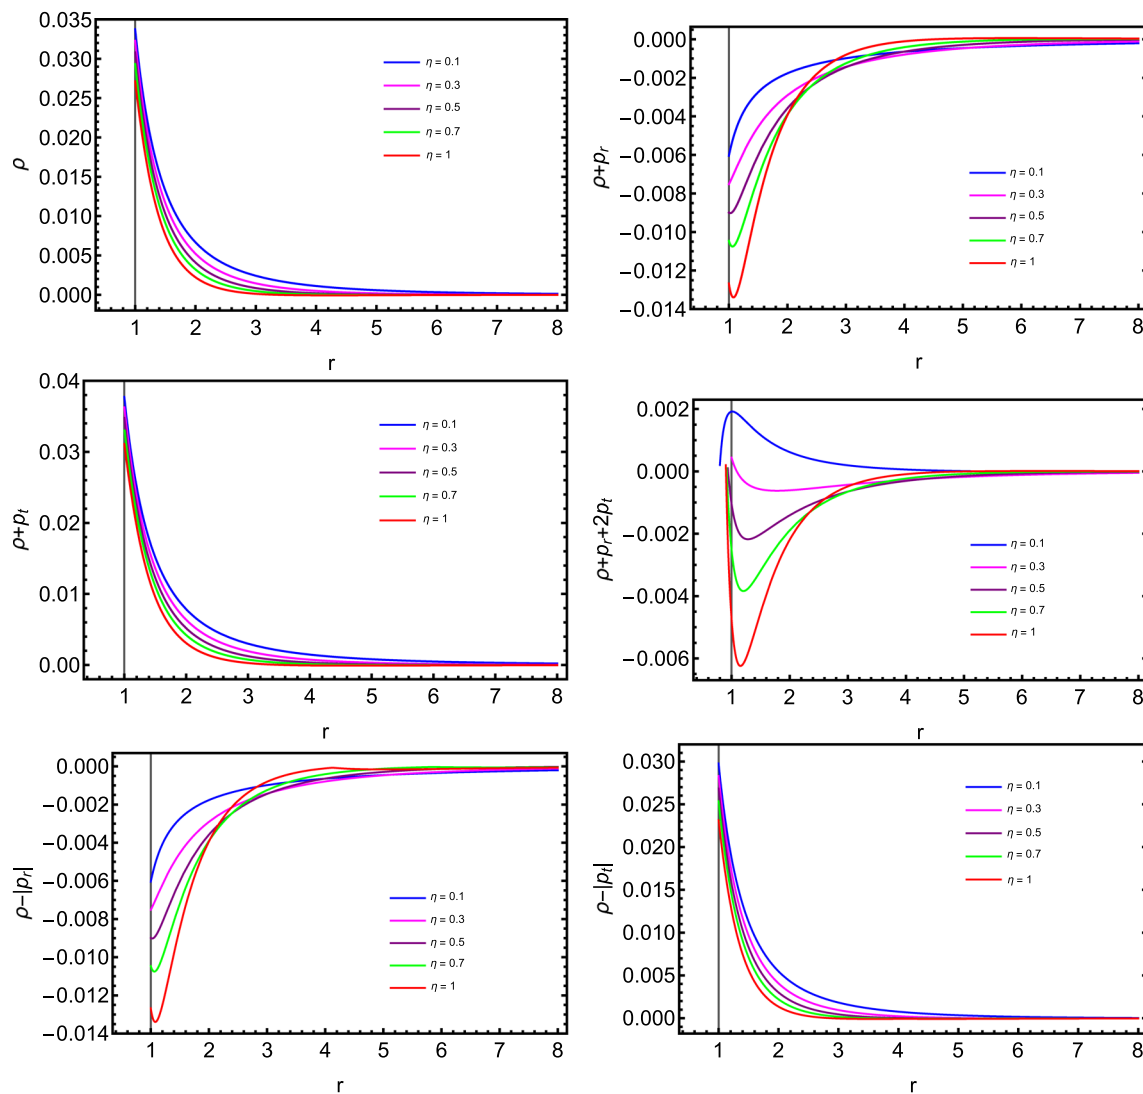 ρ
0.035
0.030
0.025
0.020
0.015
0.010
0.005
0.000
η = 0.1
η = 0.3
η = 0.5
η = 0.7
η = 1
1 2 3 4 5 6 7 8
r
ρ+pr
0.000
−0.002
−0.004
−0.006
−0.008
−0.010
−0.012
−0.014
η = 0.1
η = 0.3
η = 0.5
η = 0.7
η = 1
1 2 3 4 5 6 7 8
r
ρ+pt
0.04
0.03
0.02
0.01
0.00
η = 0.1
η = 0.3
η = 0.5
η = 0.7
η = 1
1 2 3 4 5 6 7 8
r
ρ+pr+2pt
0.002
0.000
−0.002
−0.004
−0.006
η = 0.1
η = 0.3
η = 0.5
η = 0.7
η = 1
1 2 3 4 5 6 7 8
r
ρ−|pr|
0.000
−0.002
−0.004
−0.006
−0.008
−0.010
−0.012
−0.014
η = 0.1
η = 0.3
η = 0.5
η = 0.7
η = 1
1 2 3 4 5 6 7 8
r
ρ−|pt|
0.030
0.025
0.020
0.015
0.010
0.005
0.000
η = 0.1
η = 0.3
η = 0.5
η = 0.7
η = 1
1 2 3 4 5 6 7 8
r